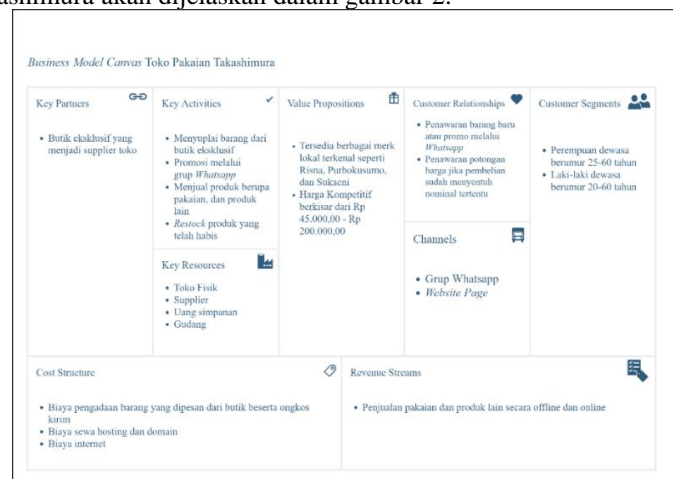 ashimura akan dijelaskan dalam gambar 2.
Business Model Canvas Toko Pakaian Takashimura
Key Partners
• Butik eksklusif yang
menjadi supplier toko
Key Activities
• Menyuplai barang dari
butik eksklusif
• Promosi melalui
grup Whatsapp
• Menjual produk berupa
pakaian, dan produk
lain
• Restock produk yang
telah habis
Key Resources
• Toko Fisik
• Supplier
• Uang simpanan
• Gudang
Value Propositions
• Tersedia berbagai merk
lokal terkenal seperti
Risna, Purbokusumo,
dan Sukaeni
• Harga Kompetitif
berkisar dari Rp
45.000,00 - Rp
200.000,00
Customer Relationships
• Penawaran barang baru
atau promo melalui
Whatsapp
• Penawaran potongan
harga jika pembelian
sudah menyentuh
nominal tertentu
Channels
• Grup Whatsapp
• Website Page
Customer Segments
• Perempuan dewasa
berumur 25-60 tahun
• Laki-laki dewasa
berumur 20-60 tahun
Cost Structure
• Biaya pengadaan barang yang dipesan dari butik beserta ongkos
kirim
• Biaya sewa hosting dan domain
• Biaya internet
Revenue Streams
• Penjualan pakaian dan produk lain secara offline dan online